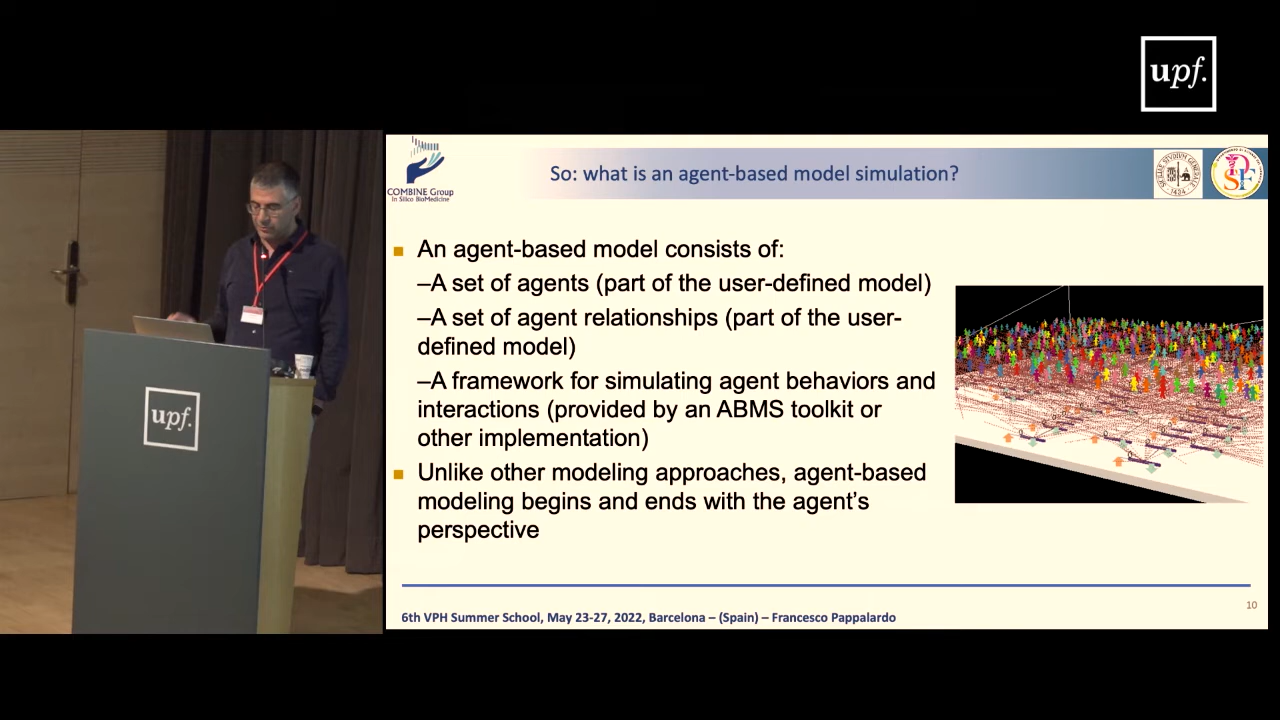 upf.
COMBINE Group
In Silico BioMedicine
So: what is an agent-based model simulation?
An agent-based model consists of:
–A set of agents (part of the user-defined model)
–A set of agent relationships (part of the user-
defined model)
–A framework for simulating agent behaviors and
interactions (provided by an ABMS toolkit or
other implementation)
Unlike other modeling approaches, agent-based
modeling begins and ends with the agent’s
perspective
10
6th VPH Summer School, May 23-27, 2022, Barcelona – (Spain) – Francesco Pappalardo
upf.